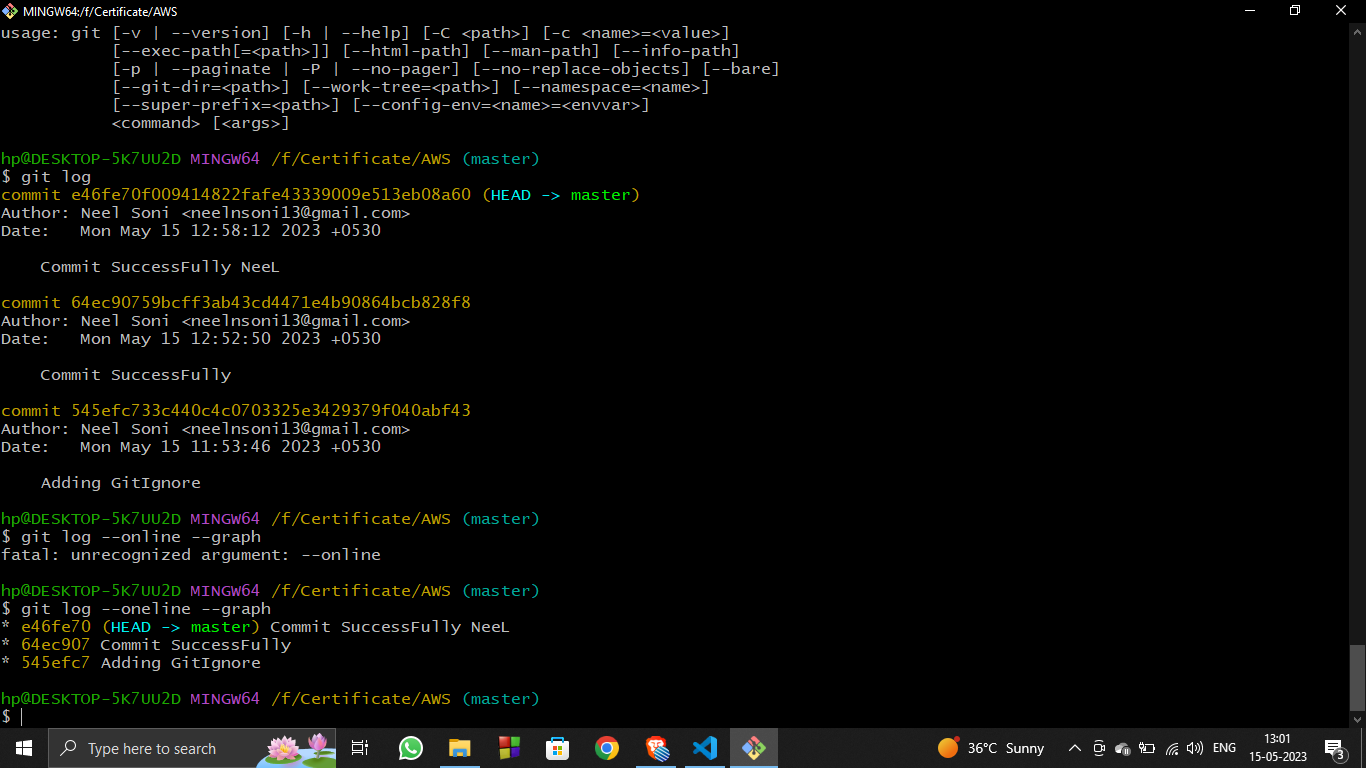 MINGW64:/f/Certificate/AWS
usage: git [-v | --version] [-h | --help] [-C <path>] [-c <name>=<value>]
           [--exec-path[=<path>]] [--html-path] [--man-path] [--info-path]
           [-p | --paginate | -P | --no-pager] [--no-replace-objects] [--bare]
           [--git-dir=<path>] [--work-tree=<path>] [--namespace=<name>]
           [--super-prefix=<path>] [--config-env=<name>=<envvar>]
           <command> [<args>]
hp@DESKTOP-5K7UU2D MINGW64 /f/Certificate/AWS (master)
$ git log
commit e46fe70f009414822fafe43339009e513eb08a60 (HEAD -> master)
Author: Neel Soni <neelnsoni13@gmail.com>
Date:   Mon May 15 12:58:12 2023 +0530
    Commit SuccessFully NeeL
commit 64ec90759bcff3ab43cd4471e4b90864bcb828f8
Author: Neel Soni <neelnsoni13@gmail.com>
Date:   Mon May 15 12:52:50 2023 +0530
    Commit SuccessFully
commit 545efc733c440c4c0703325e3429379f040abf43
Author: Neel Soni <neelnsoni13@gmail.com>
Date:   Mon May 15 11:53:46 2023 +0530
    Adding GitIgnore
hp@DESKTOP-5K7UU2D MINGW64 /f/Certificate/AWS (master)
$ git log --online --graph
fatal: unrecognized argument: --online
hp@DESKTOP-5K7UU2D MINGW64 /f/Certificate/AWS (master)
$ git log --oneline --graph
* e46fe70 (HEAD -> master) Commit SuccessFully NeeL
* 64ec907 Commit SuccessFully
* 545efc7 Adding GitIgnore
hp@DESKTOP-5K7UU2D MINGW64 /f/Certificate/AWS (master)
$
Type here to search
36°C Sunny
ENG
13:01
15-05-2023
3